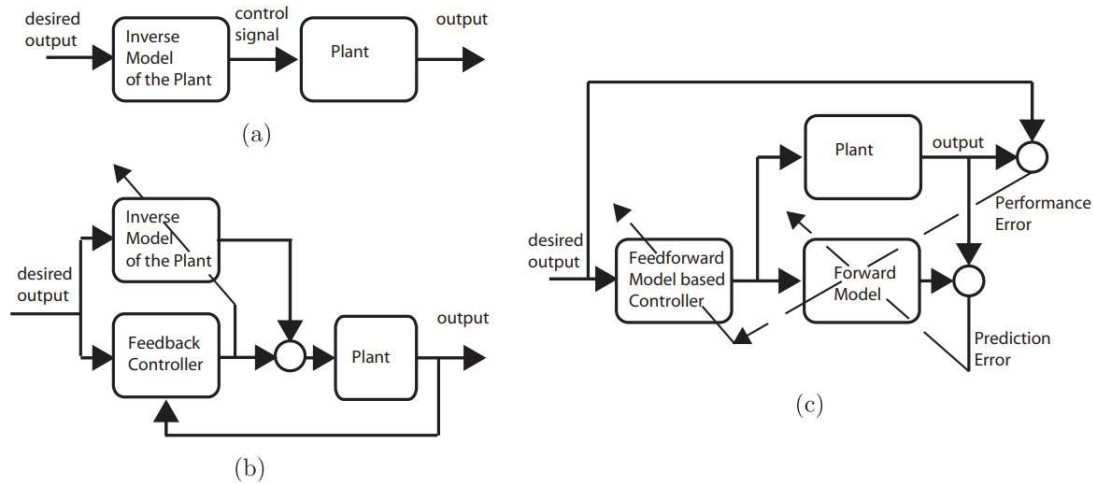 desired
output
Inverse
Model
of the Plant
control
signal
Plant
output
(a)
Inverse
Model
of the Plant
desired
output
Feedback
Controller
Plant
output
(b)
Plant
output
Performance
Error
desired
output
Feedforward
Model based
Controller
Forward
Model
Prediction
Error
(c)